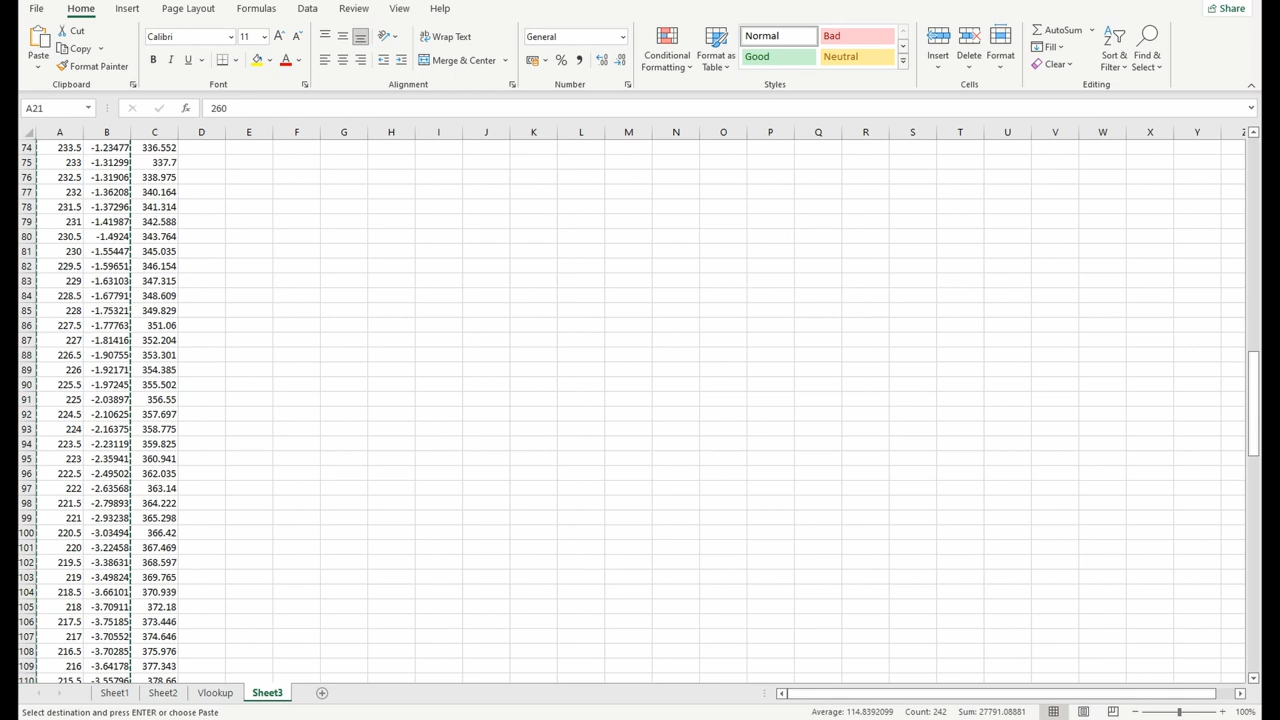 File Home Insert Page Layout Formulas Data Review View Help Share
Paste Cut Copy Format Painter Clipboard
Calibri 11 Font
Wrap Text Merge & Center Alignment
General Number
Conditional Formatting Format as Table Normal Bad Good Neutral Styles
Insert Delete Format Cells
AutoSum Fill Clear Sort & Filter Find & Select Editing
A21 fx 260
A B C D E F G H I J K L M N O P Q R S T U V W X Y Z
74 233.5 -1.23477 336.552
75 233 -1.31299 337.7
76 232.5 -1.31906 338.975
77 232 -1.36208 340.164
78 231.5 -1.37296 341.314
79 231 -1.41987 342.588
80 230.5 -1.4924 343.764
81 230 -1.55447 345.035
82 229.5 -1.59651 346.154
83 229 -1.63103 347.315
84 228.5 -1.67791 348.609
85 228 -1.75321 349.829
86 227.5 -1.77763 351.06
87 227 -1.81416 352.204
88 226.5 -1.90755 353.301
89 226 -1.92171 354.385
90 225.5 -1.97245 355.502
91 225 -2.03897 356.55
92 224.5 -2.10625 357.697
93 224 -2.16375 358.775
94 223.5 -2.23119 359.825
95 223 -2.35941 360.941
96 222.5 -2.49502 362.035
97 222 -2.63568 363.14
98 221.5 -2.79893 364.222
99 221 -2.93238 365.298
100 220.5 -3.03494 366.42
101 220 -3.22458 367.469
102 219.5 -3.38631 368.597
103 219 -3.49824 369.765
104 218.5 -3.66101 370.939
105 218 -3.70911 372.18
106 217.5 -3.75185 373.446
107 217 -3.70552 374.646
108 216.5 -3.70285 375.976
109 216 -3.64178 377.343
110 215.5 -3.55796 378.66
Sheet1 Sheet2 Vlookup Sheet3
Select destination and press ENTER or choose Paste Average: 114.8392099 Count: 242 Sum: 27791.08881 100%